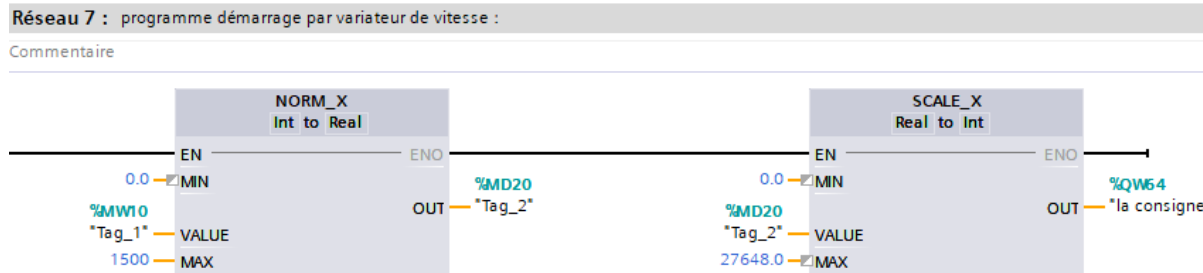 Réseau 7 : programme démarrage par variateur de vitesse :
Commentaire
NORM_X
Int to Real
EN
ENO
0.0
MIN
%MW10
"Tag_1"
VALUE
1500
MAX
OUT
%MD20
"Tag_2"
SCALE_X
Real to Int
EN
ENO
0.0
MIN
%MD20
"Tag_2"
VALUE
27648.0
MAX
OUT
%QW64
"la consigne